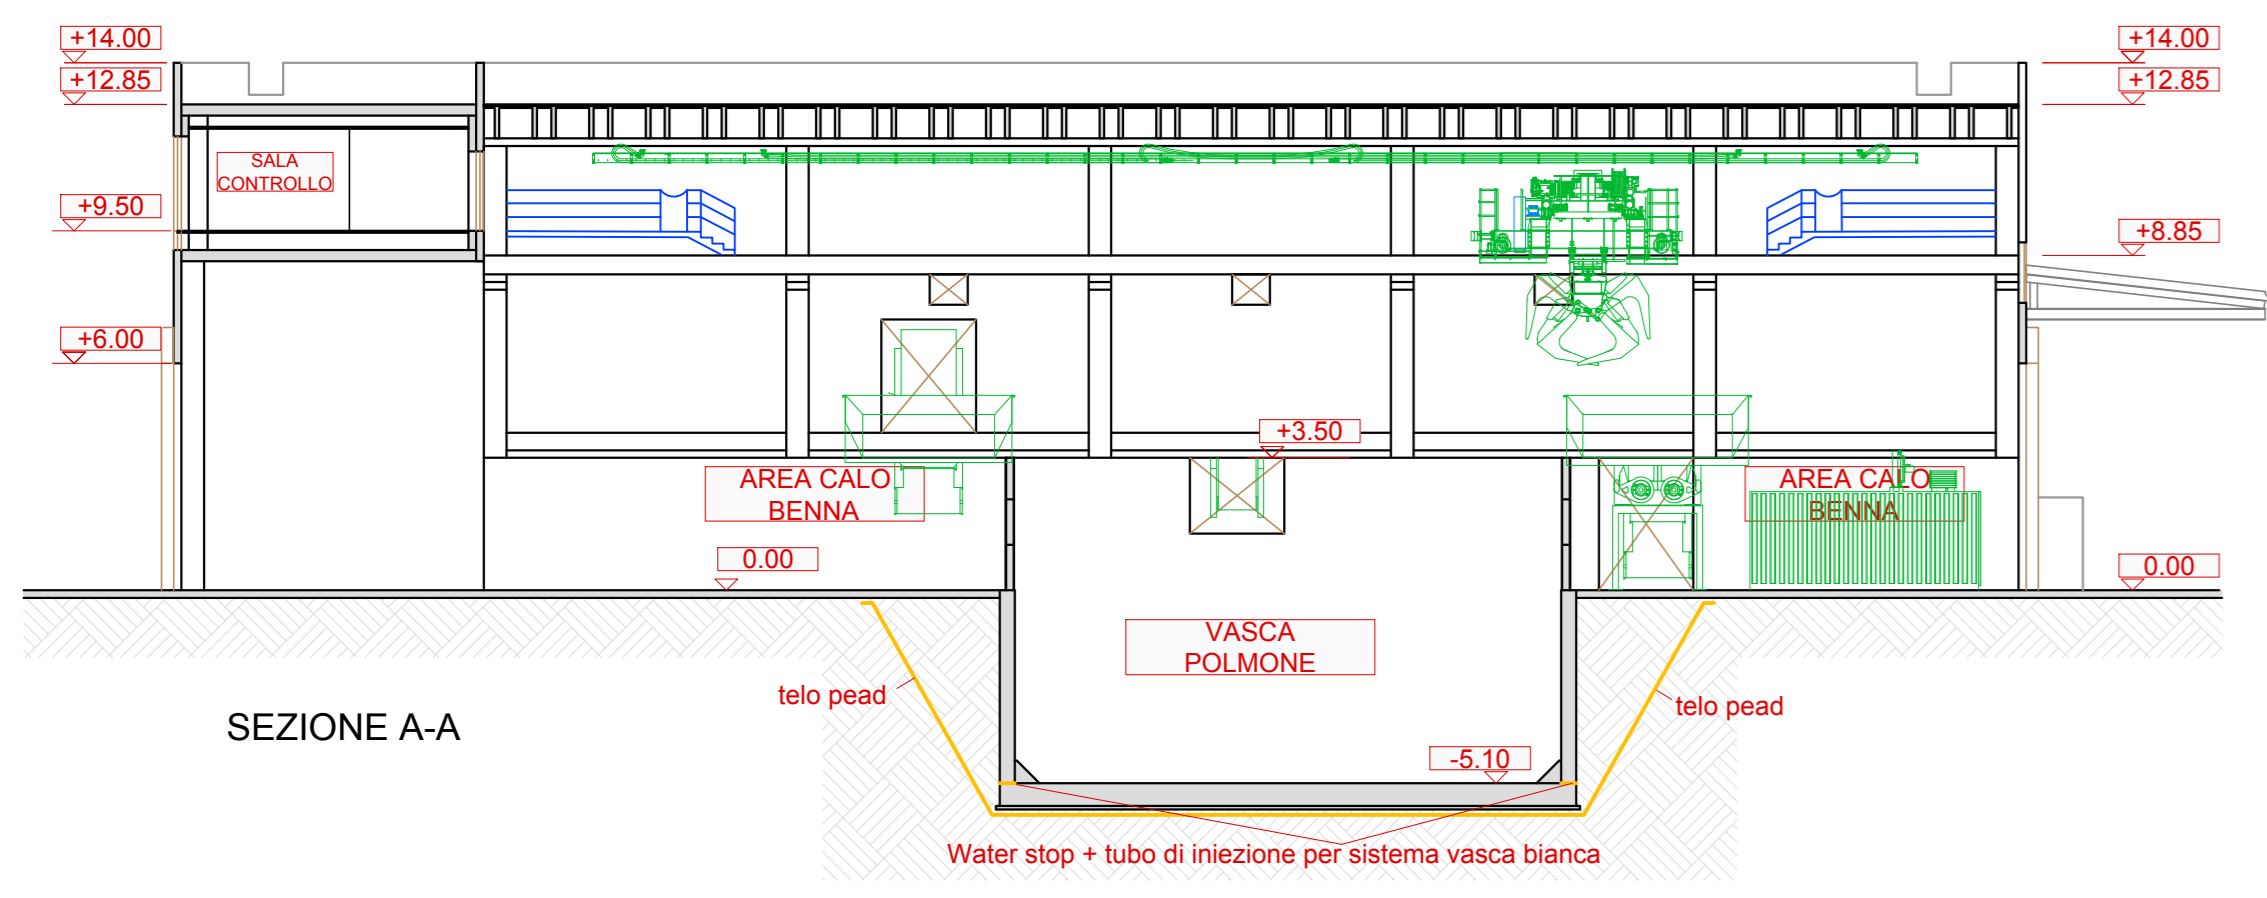 +14.00
+14.00
+12.85
+12.85
SALA
CONTROLLO
+9.50
+8.85
+6.00
+3.50
AREA CALO
BENNA
AREA CALO
BENNA
0.00
0.00
VASCA
POLMONE
telo pead
telo pead
SEZIONE A-A
-5.10
Water stop + tubo di iniezione per sistema vasca bianca